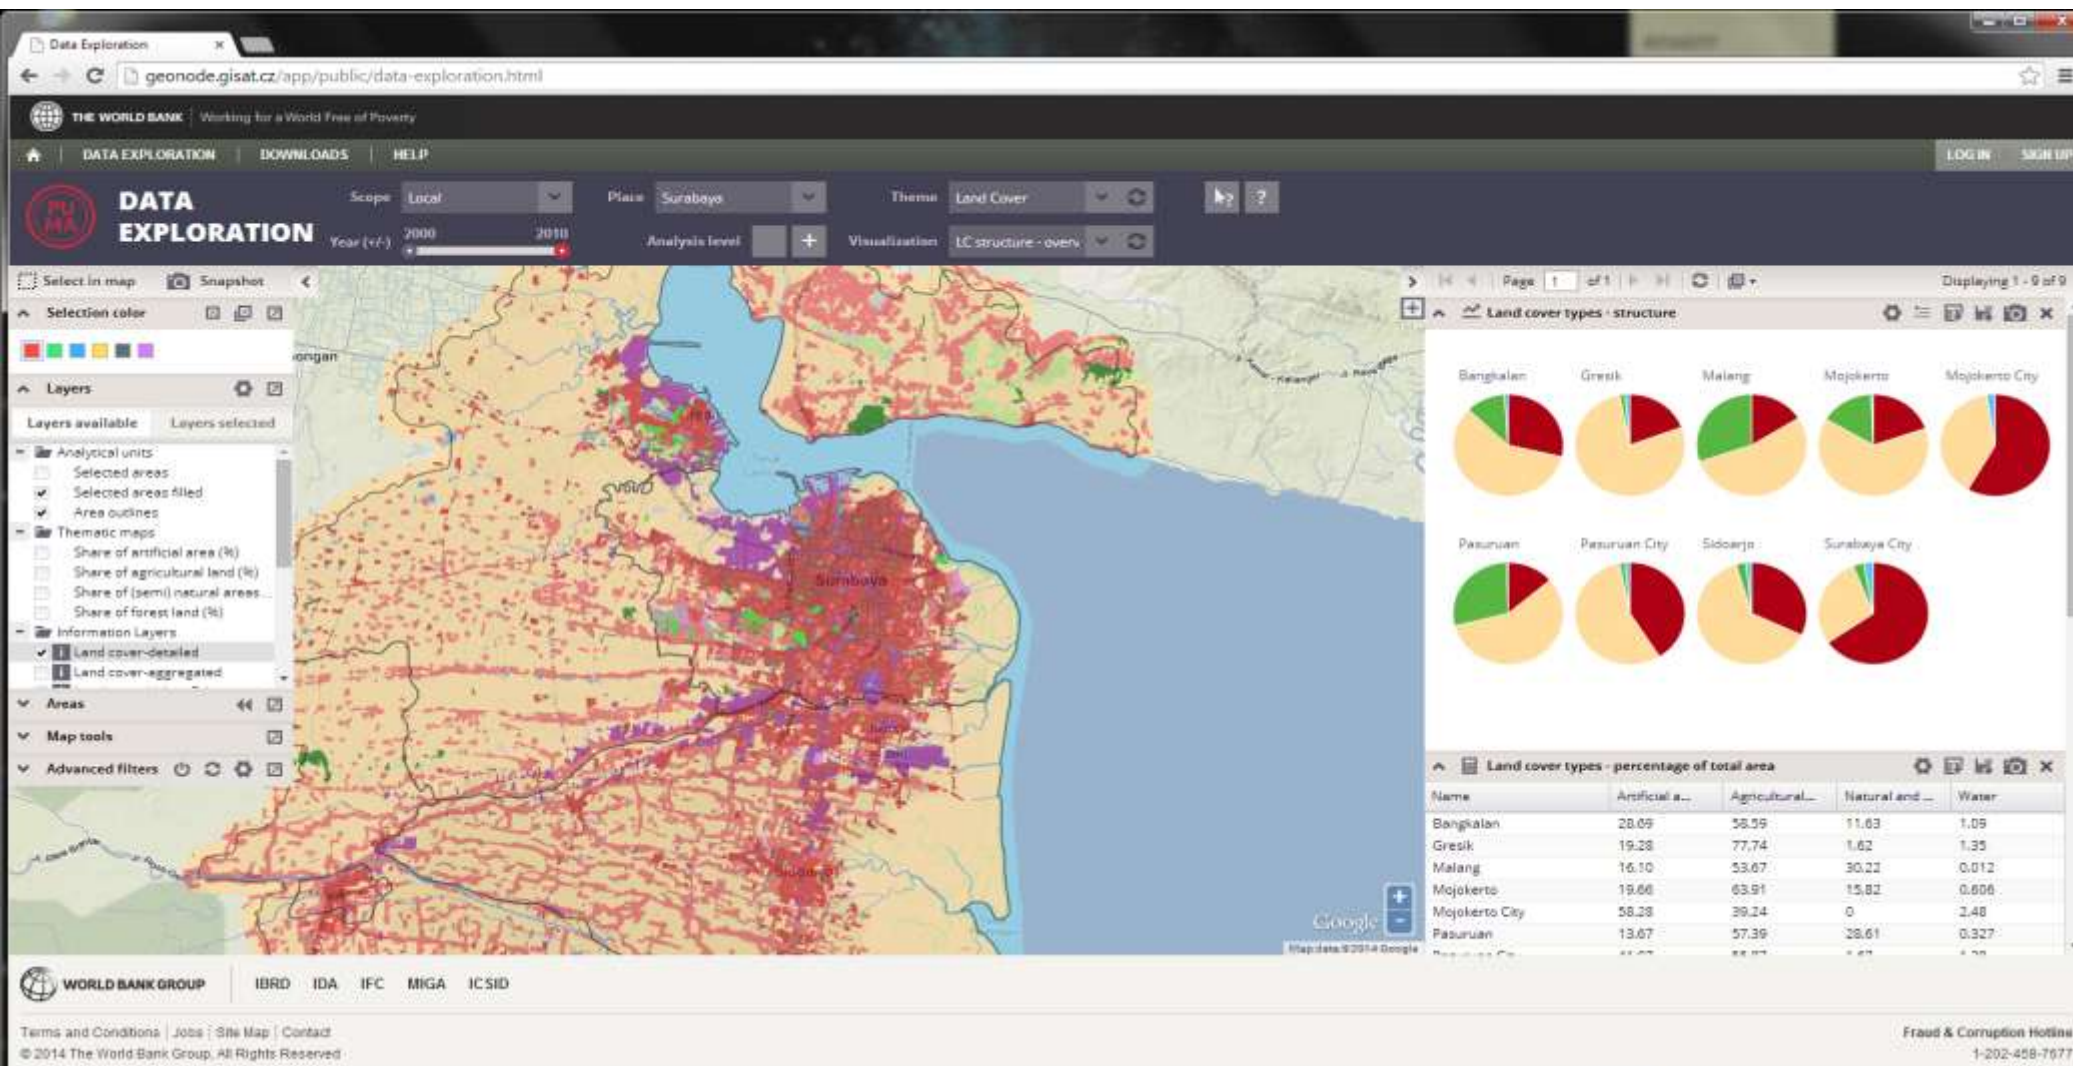 Data Exploration
geonode.gisat.cz/app/public/data-exploration.html
THE WORLD BANK | Working for a World Free of Poverty
DATA EXPLORATION | DOWNLOADS | HELP
LOG IN SIGN UP
PUMA
DATA EXPLORATION
Scope Local Place Surabaya Theme Land Cover
Year (+/-) 2000 2010 Analysis level + Visualization LC structure - overv
Select in map Snapshot
Selection color
Layers
Layers available Layers selected
Analytical units
Selected areas
Selected areas filled
Area outlines
Thematic maps
Share of artificial area (%)
Share of agricultural land (%)
Share of (semi) natural areas...
Share of forest land (%)
Information Layers
Land cover-detailed
Land cover-aggregated
Areas
Map tools
Advanced filters
ongan
Surabaya
Google
Map data ©2014 Google
Page 1 of 1 Displaying 1 - 9 of 9
Land cover types - structure
Bangkalan Gresik Malang Mojokerto Mojokerto City
Pasuruan Pasuruan City Sidoarjo Surabaya City
Land cover types - percentage of total area
Name Artificial a... Agricultural... Natural and ... Water
Bangkalan 28.69 58.59 11.63 1.09
Gresik 19.28 77.74 1.62 1.35
Malang 16.10 53.67 30.22 0.012
Mojokerto 19.66 63.91 15.82 0.606
Mojokerto City 58.28 39.24 0 2.48
Pasuruan 13.67 57.39 28.61 0.327
WORLD BANK GROUP | IBRD IDA IFC MIGA ICSID
Terms and Conditions | Jobs | Site Map | Contact
© 2014 The World Bank Group, All Rights Reserved
Fraud & Corruption Hotline
1-202-458-7677